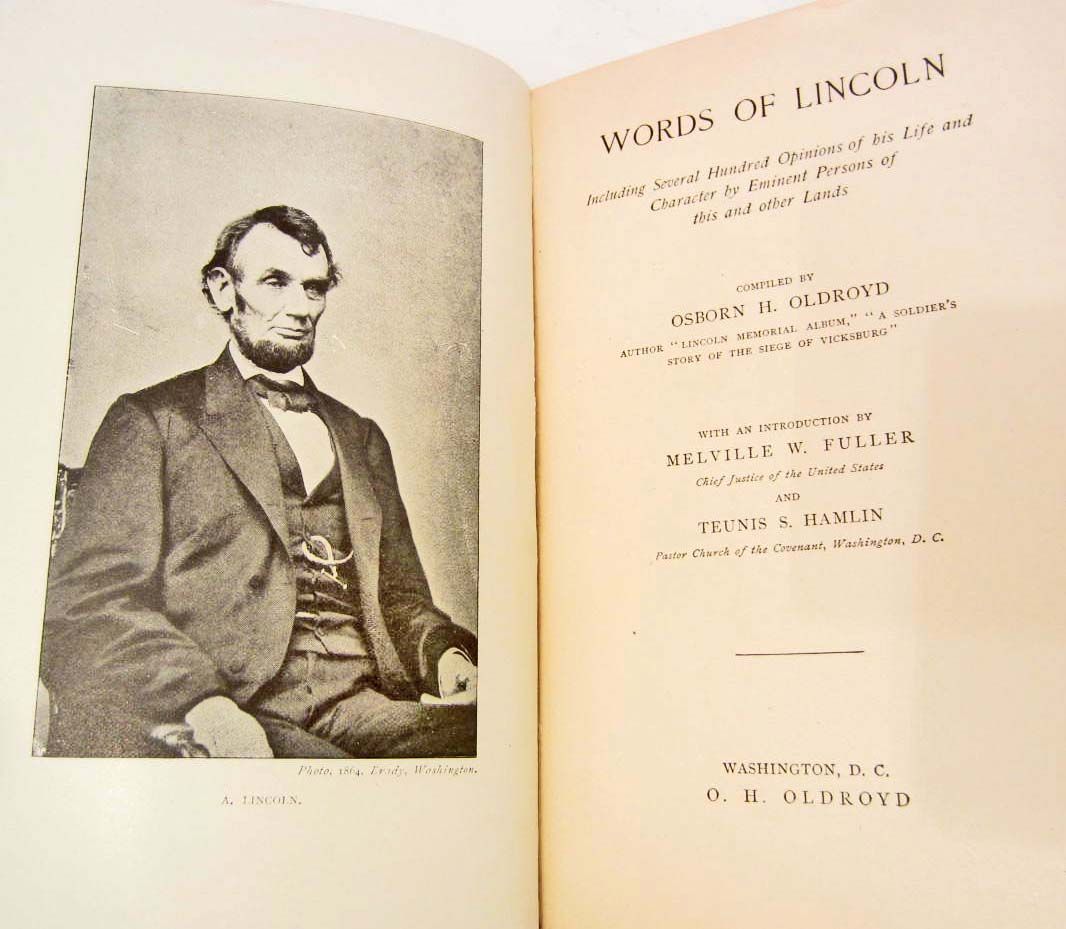 Photo, 1864, Brady, Washington.
A. LINCOLN.
WORDS OF LINCOLN
Including Several Hundred Opinions of his Life and
Character by Eminent Persons of
this and other Lands
COMPILED BY
OSBORN H. OLDROYD
AUTHOR "LINCOLN MEMORIAL ALBUM," "A SOLDIER'S
STORY OF THE SIEGE OF VICKSBURG"
WITH AN INTRODUCTION BY
MELVILLE W. FULLER
Chief Justice of the United States
AND
TEUNIS S. HAMLIN
Pastor Church of the Covenant, Washington, D. C.
WASHINGTON, D. C.
O. H. OLDROYD